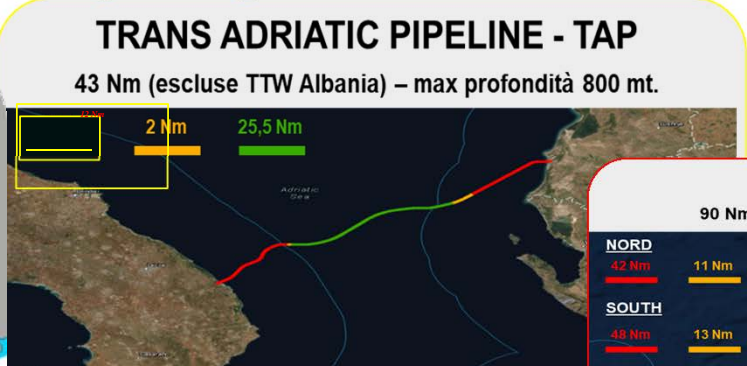 TRANS ADRIATIC PIPELINE - TAP
43 Nm (escluse TTW Albania) – max profondità 800 mt.
2 Nm
25,5 Nm
Adriatic
Sea
90 Nm
NORD
42 Nm
11 Nm
SOUTH
48 Nm
13 Nm